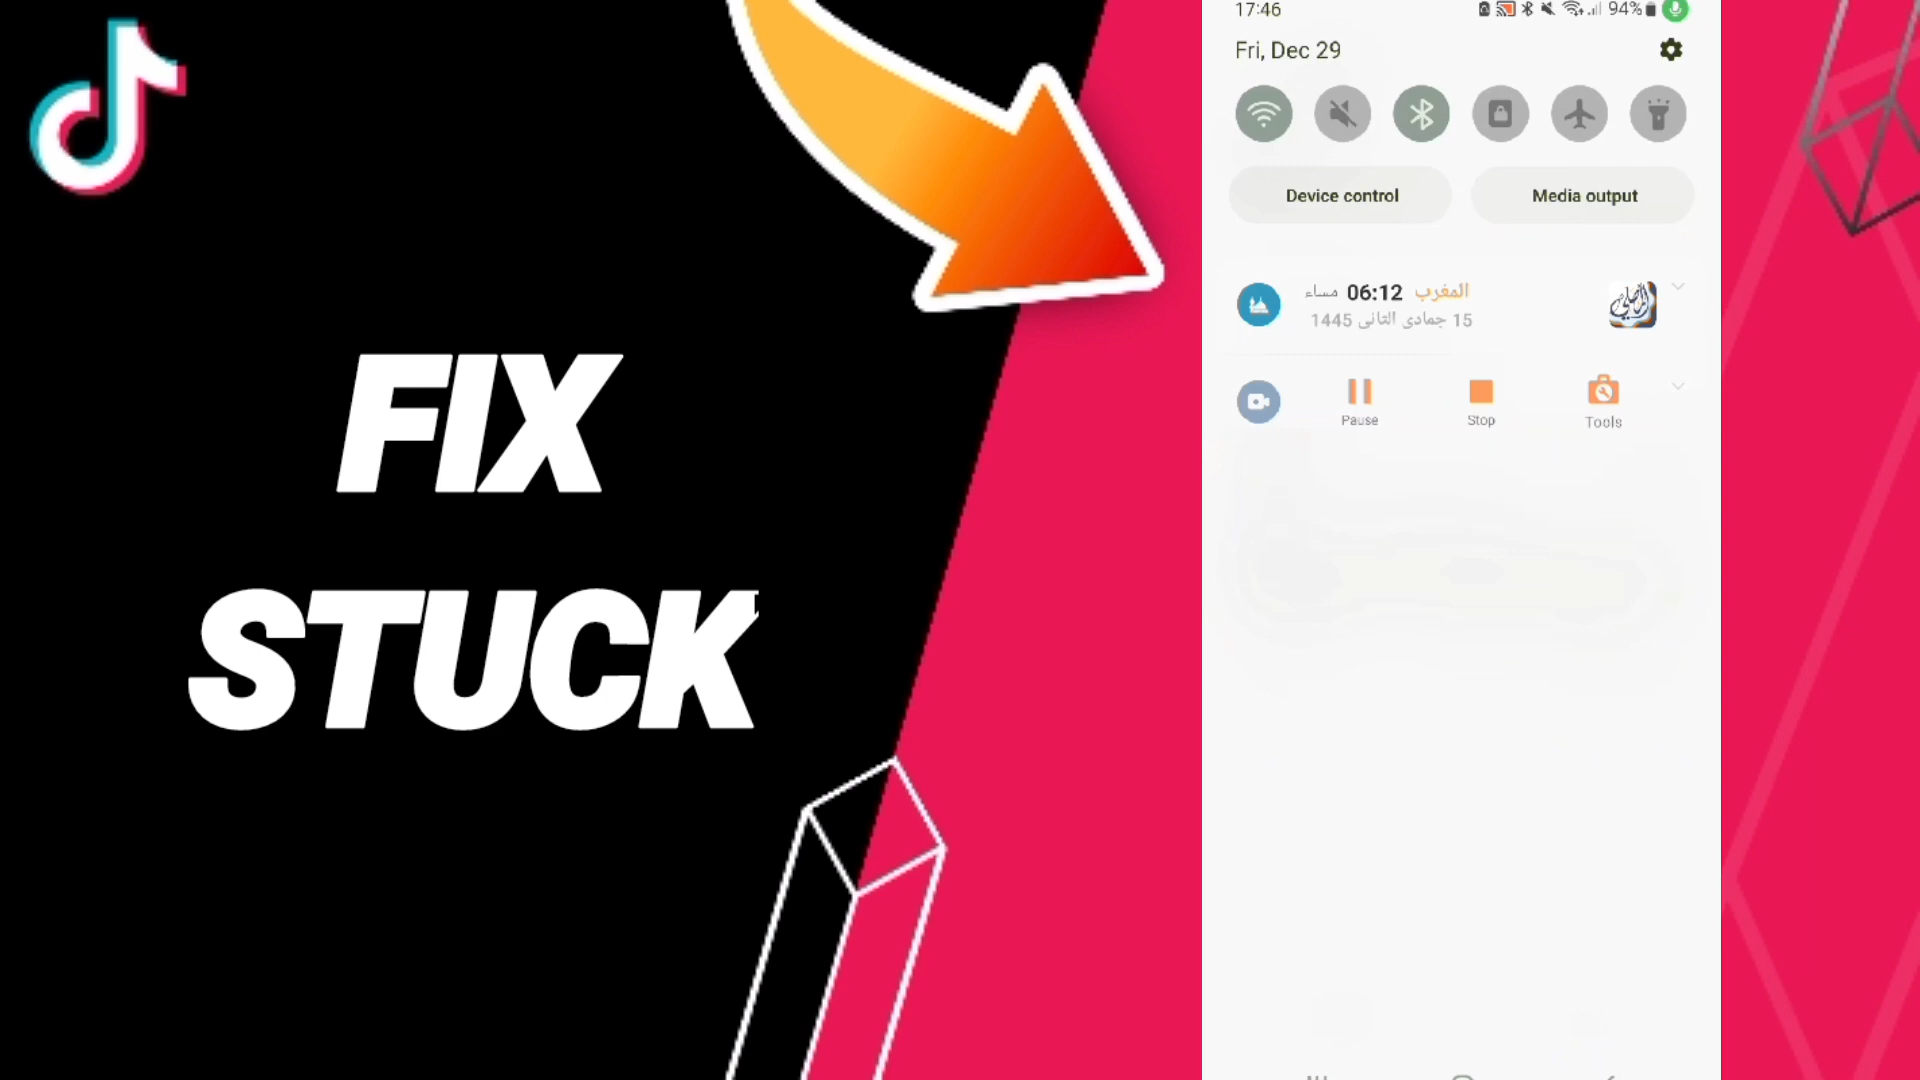 FIX
STUCK
17:46
94%
Fri, Dec 29
Device control
Media output
المغرب 06:12 مساء
15 جمادى الثانى 1445
Pause
Stop
Tools